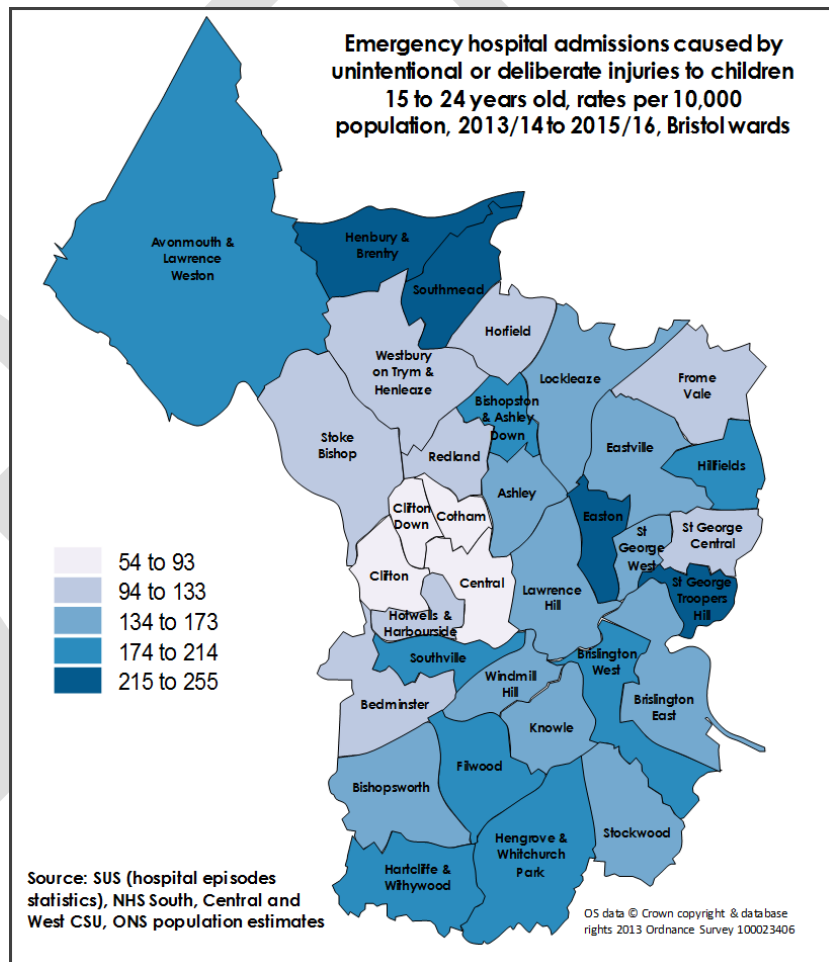 Emergency hospital admissions caused by
unintentional or deliberate injuries to children
15 to 24 years old, rates per 10,000
population, 2013/14 to 2015/16, Bristol wards
Avonmouth &
Lawrence
Weston
Henbury &
Brentry
Southmead
Horfield
Westbury
on Trym &
Henleaze
Lockleaze
Frome
Vale
Bishopston
& Ashley
Down
Stoke
Bishop
Redland
Eastville
Hillfields
Ashley
Clifton
Down
Cotham
Easton
St
George
West
St George
Central
Clifton
Central
Lawrence
Hill
St George
Troopers
Hill
Hotwells &
Harbourside
Southville
Brislington
West
Windmill
Hill
Brislington
East
Bedminster
Knowle
Filwood
Bishopsworth
Stockwood
Hengrove &
Whitchurch
Park
Hartcliffe &
Withywood
54 to 93
94 to 133
134 to 173
174 to 214
215 to 255
Source: SUS (hospital episodes
statistics), NHS South, Central and
West CSU, ONS population estimates
OS data © Crown copyright & database
rights 2013 Ordnance Survey 100023406